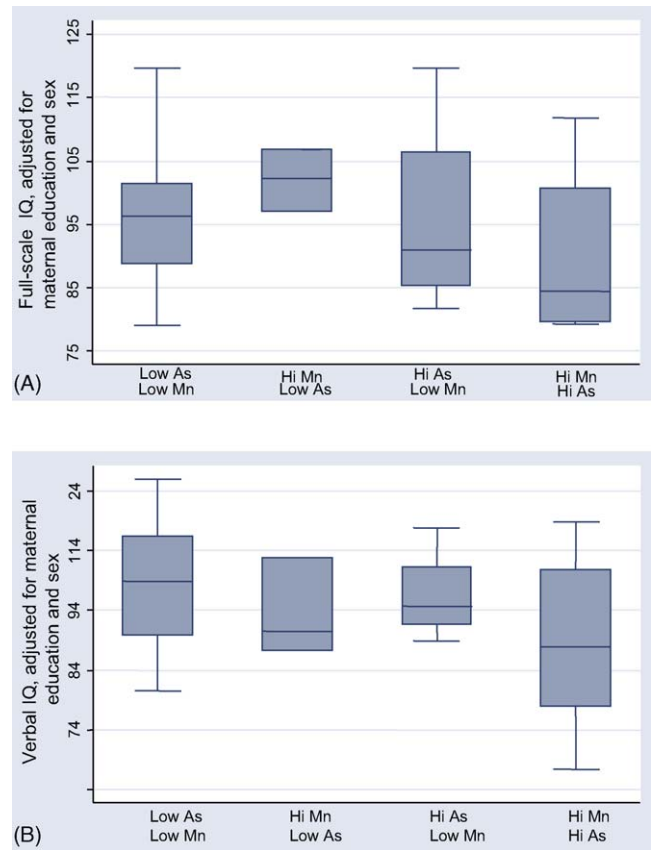 Full-scale IQ, adjusted for
maternal education and sex
125
115
105
95
85
75
Low As
Low Mn
Hi Mn
Low As
Hi As
Low Mn
Hi Mn
Hi As
(A)
Verbal IQ, adjusted for maternal
education and sex
24
114
94
84
74
Low As
Low Mn
Hi Mn
Low As
Hi As
Low Mn
Hi Mn
Hi As
(B)